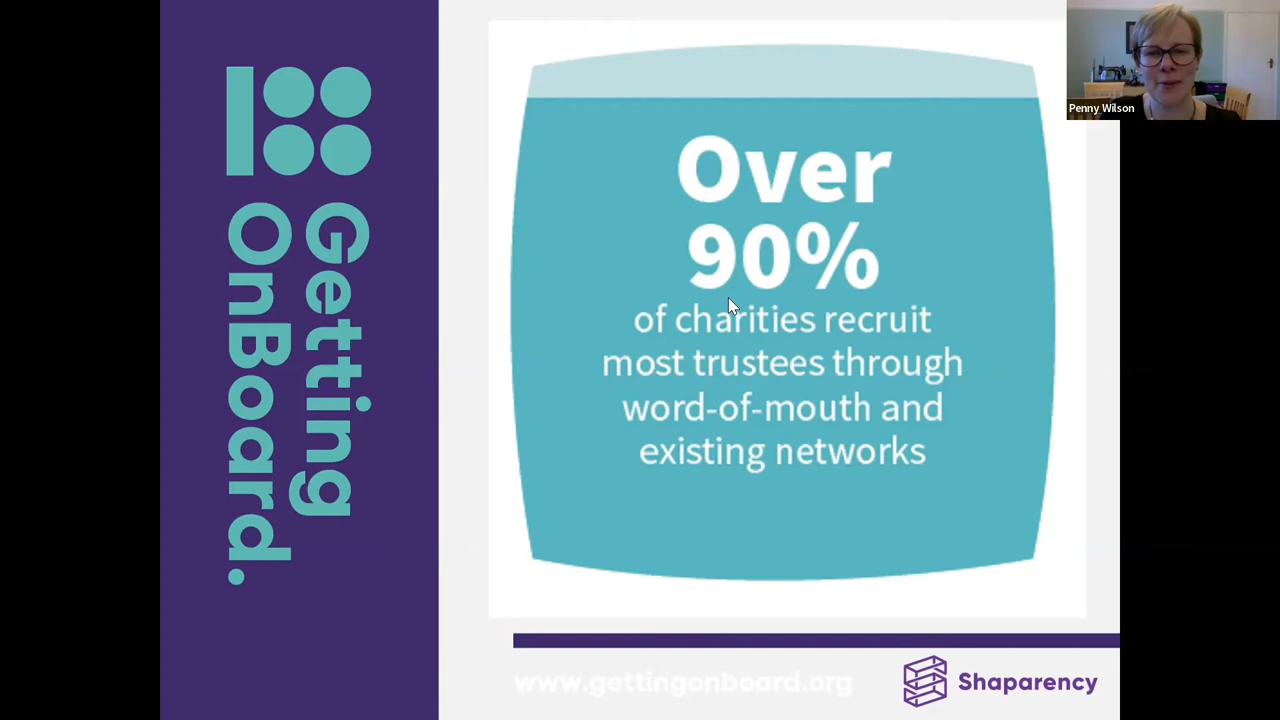 Getting
OnBoard.
Over
90%
of charities recruit
most trustees through
word-of-mouth and
existing networks
www.gettingonboard.org
Shaparency
Penny Wilson